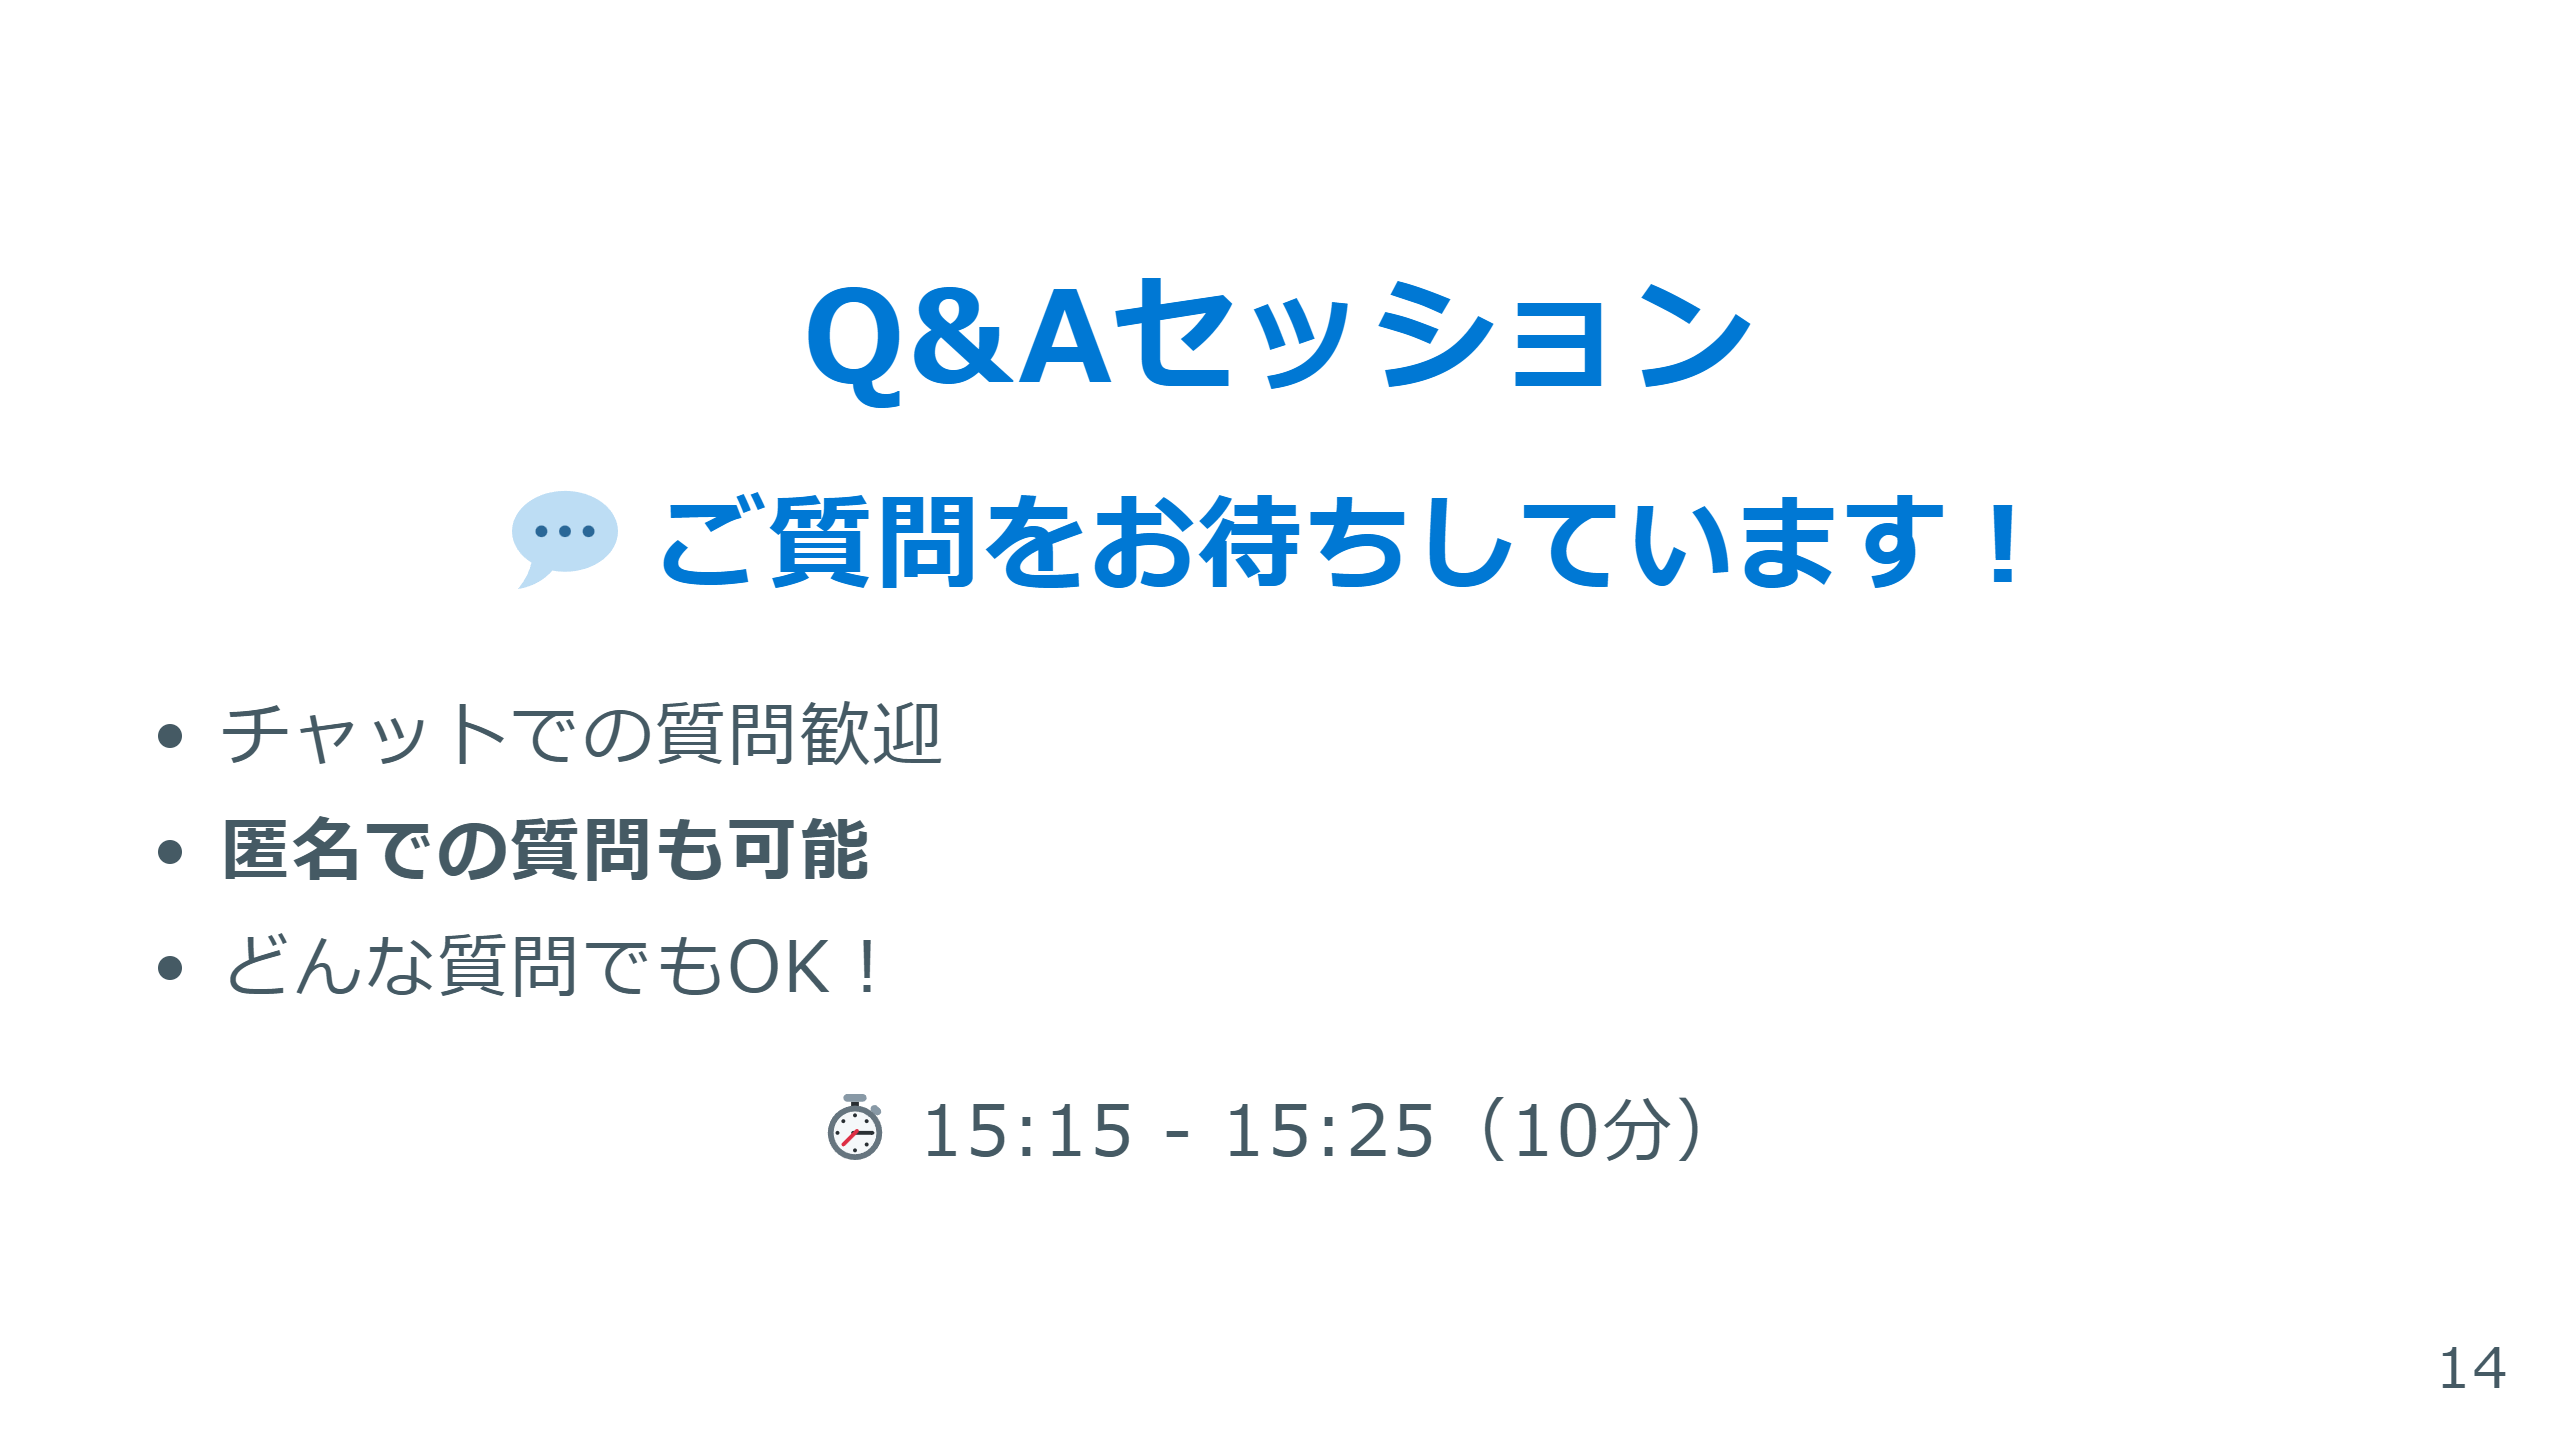 Q&Aセッション
💬 ご質問をお待ちしています！
• チャットでの質問歓迎
• 匿名での質問も可能
• どんな質問でもOK！
⏱ 15:15 - 15:25（10分）
14